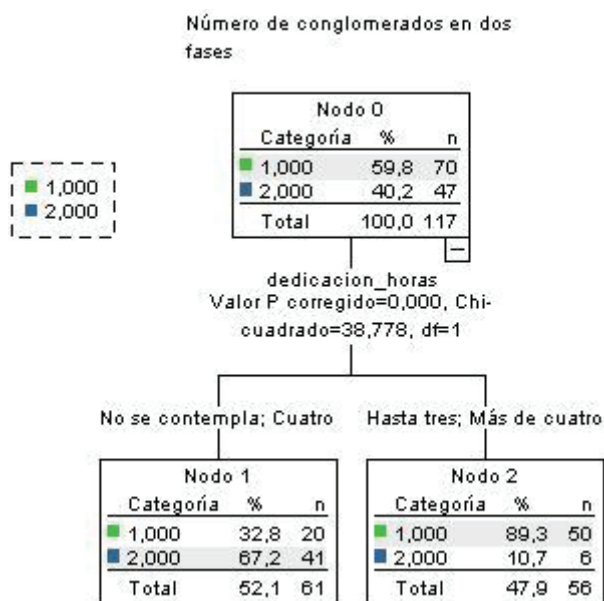 Número de conglomerados en dos
fases
Nodo 0
Categoría % n
1,000 59,8 70
2,000 40,2 47
Total 100,0 117
1,000
2,000
dedicacion_horas
Valor P corregido=0,000, Chi-
cuadrado=38,778, df=1
No se contempla; Cuatro
Hasta tres; Más de cuatro
Nodo 1
Categoría % n
1,000 32,8 20
2,000 67,2 41
Total 52,1 61
Nodo 2
Categoría % n
1,000 89,3 50
2,000 10,7 6
Total 47,9 56